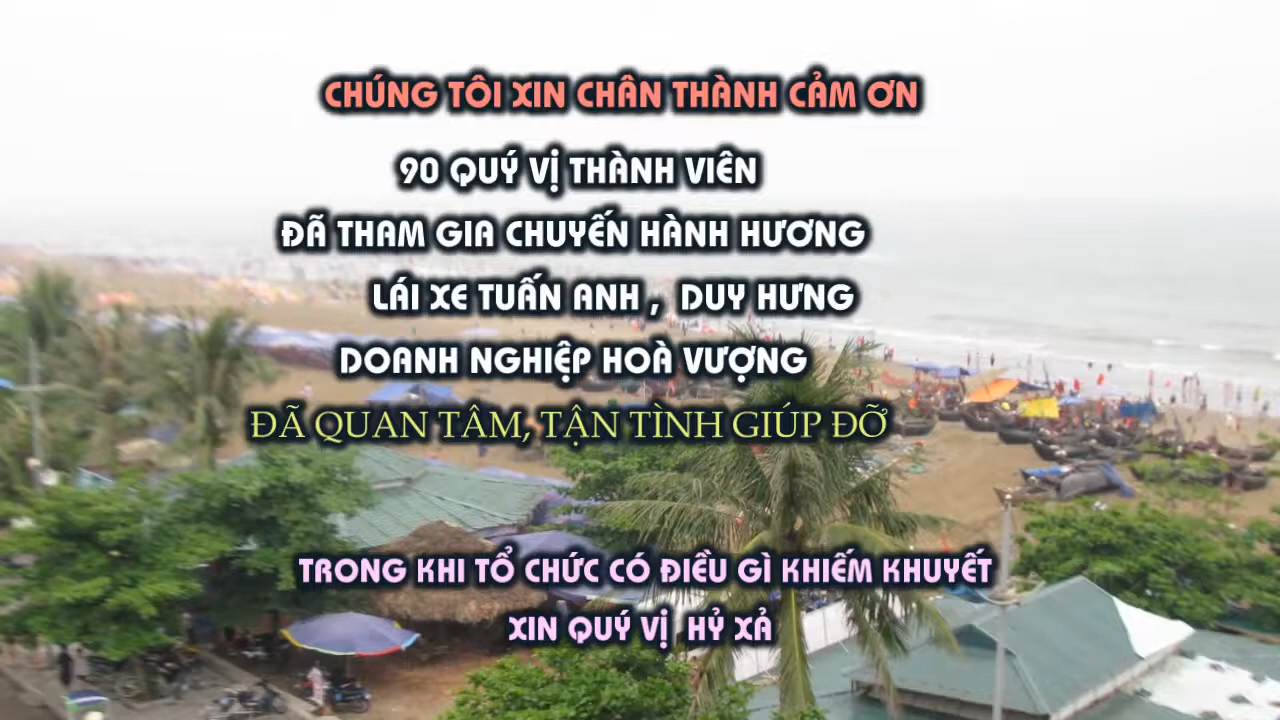 CHÚNG TÔI XIN CHÂN THÀNH CẢM ƠN
90 QUÝ VỊ THÀNH VIÊN
ĐÃ THAM GIA CHUYẾN HÀNH HƯƠNG
LÁI XE TUẤN ANH , DUY HƯNG
DOANH NGHIỆP HOÀ VƯỢNG
ĐÃ QUAN TÂM, TẬN TÌNH GIÚP ĐỠ
TRONG KHI TỔ CHỨC CÓ ĐIỀU GÌ KHIẾM KHUYẾT
XIN QUÝ VỊ HỶ XẢ